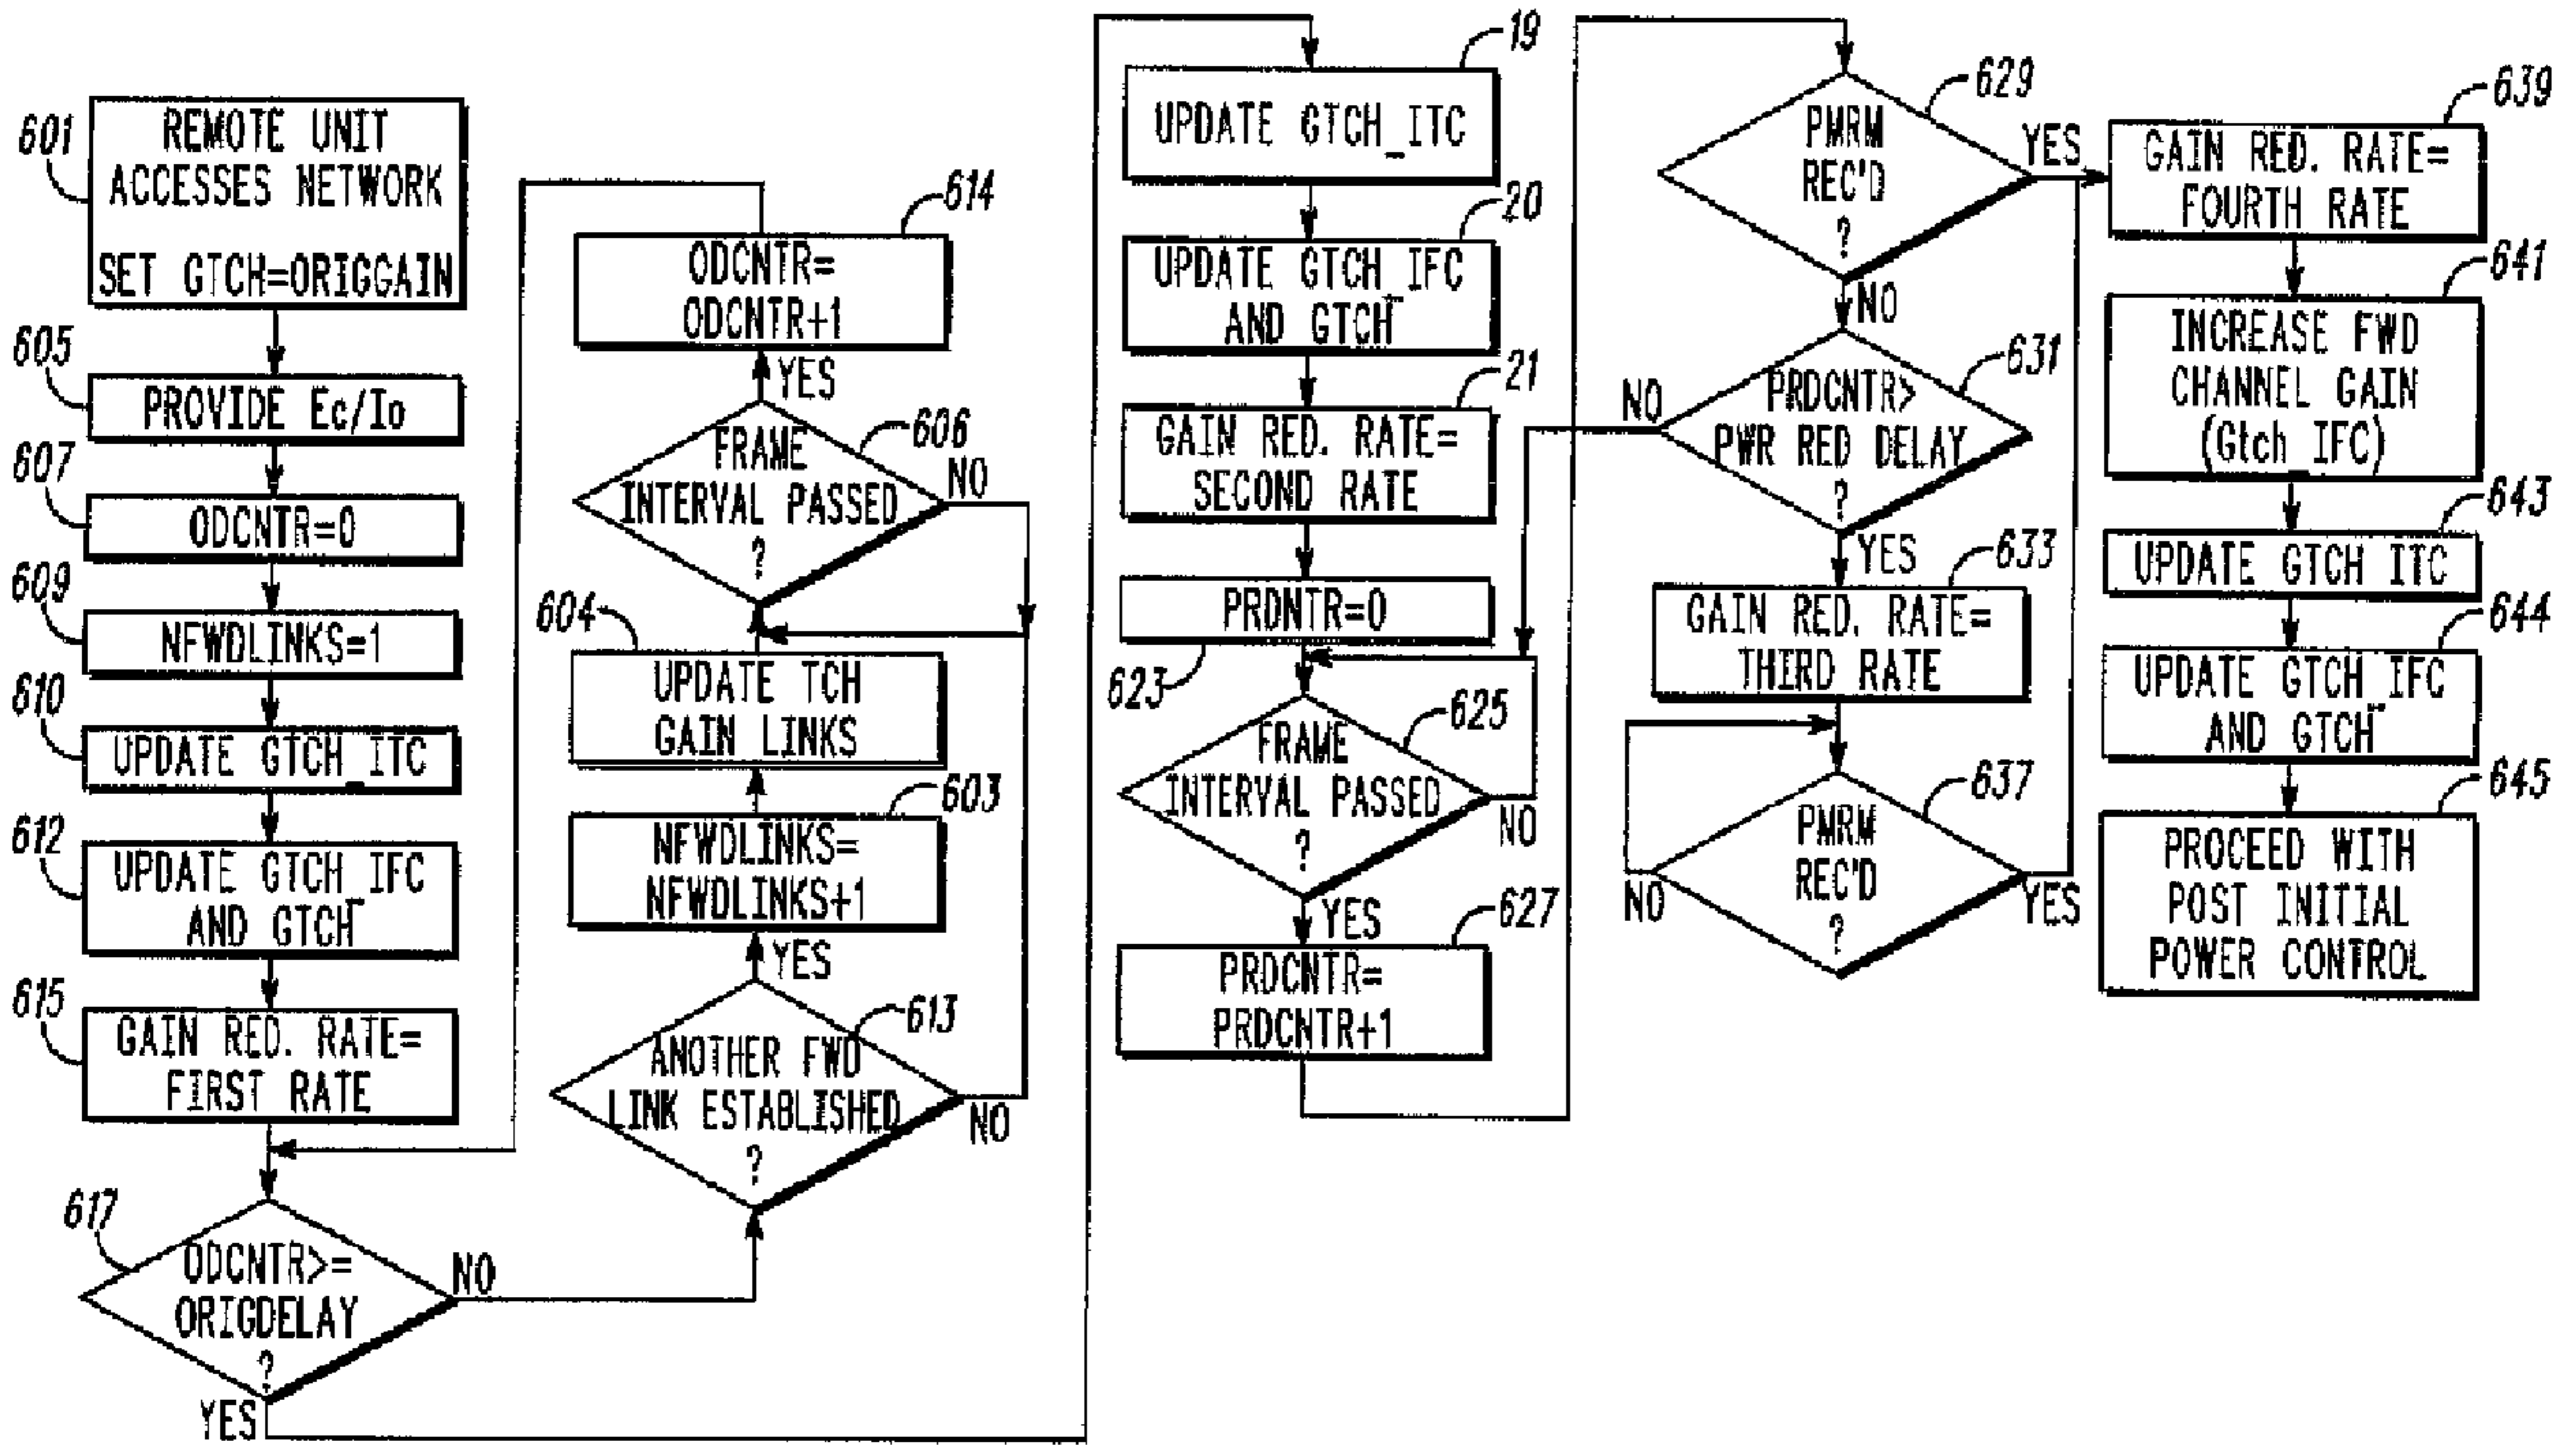 601
REMOTE UNIT
ACCESSES NETWORK
SET GTCH=ORIGGAIN
605
PROVIDE Ec/Io
607
ODCNTR=0
609
NFWDLINKS=1
610
UPDATE GTCH_ITC
612
UPDATE GTCH_IFC
AND GTCH
615
GAIN RED. RATE=
FIRST RATE
617
ODCNTR>=
ORIGDELAY
?
NO
YES
614
ODCNTR=
ODCNTR+1
YES
606
FRAME
INTERVAL PASSED
?
NO
604
UPDATE TCH
GAIN LINKS
603
NFWDLINKS=
NFWDLINKS+1
YES
613
ANOTHER FWD
LINK ESTABLISHED
?
NO
19
UPDATE GTCH_ITC
20
UPDATE GTCH_IFC
AND GTCH
21
GAIN RED. RATE=
SECOND RATE
PRDNTR=0
623
625
FRAME
INTERVAL PASSED
?
NO
YES
627
PRDCNTR=
PRDCNTR+1
629
PMRM
REC'D
?
YES
NO
631
PRDCNTR>
PWR RED DELAY
?
NO
YES
633
GAIN RED. RATE=
THIRD RATE
637
PMRM
REC'D
?
NO
YES
639
GAIN RED. RATE=
FOURTH RATE
641
INCREASE FWD
CHANNEL GAIN
(Gtch_IFC)
643
UPDATE GTCH ITC
644
UPDATE GTCH_IFC
AND GTCH
645
PROCEED WITH
POST INITIAL
POWER CONTROL